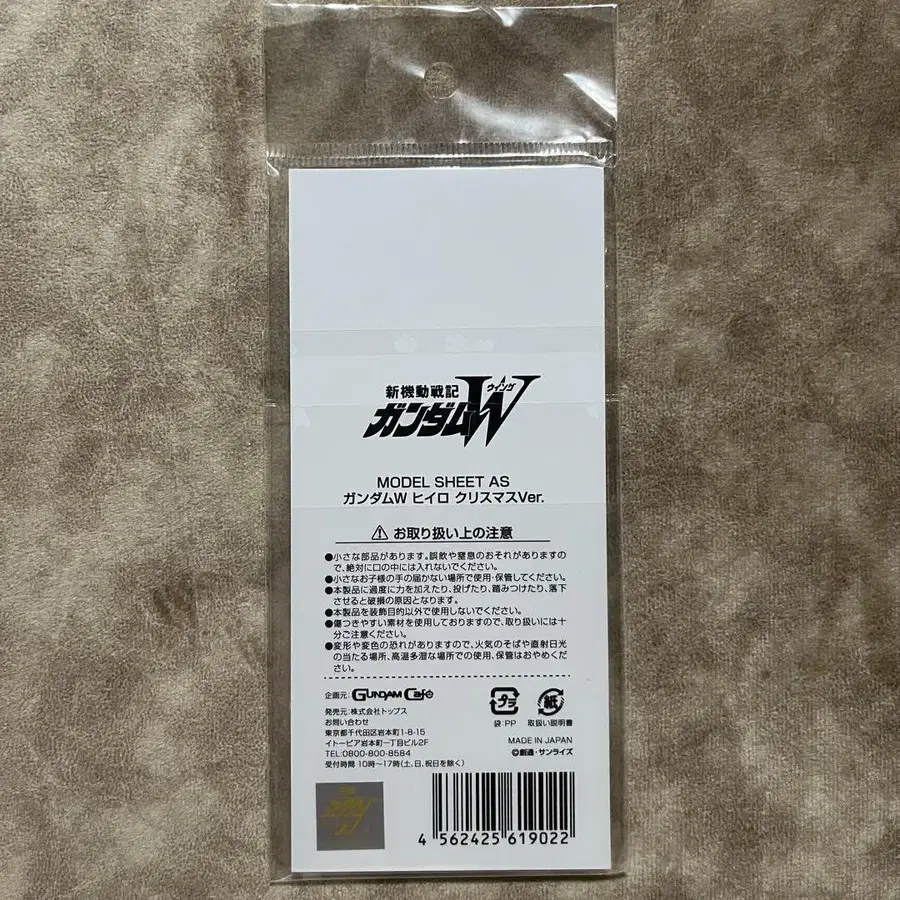 新機動戦記
ウイング
ガンダムW
MODEL SHEET AS
ガンダムW ヒイロ クリスマスVer.
お取り扱い上の注意
●小さな部品があります。誤飲や窒息のおそれがありますの
で、絶対に口の中には入れないでください。
●小さなお子様の手の届かない場所で使用・保管してください。
●本製品に過度に力を加えたり、投げたり、踏みつけたり、落下
させると破損の原因となります。
●本製品を装飾目的以外で使用しないでください。
●傷つきやすい素材を使用しておりますので、取り扱いには十
分ご注意ください。
●変形や変色の恐れがありますので、火気のそばや直射日光
の当たる場所、高温多湿な場所での使用、保管はおやめくだ
さい。
企画元:GUNDAM Café
発売元:株式会社トップス
お問い合わせ
東京都千代田区岩本町1-8-15
イトーピア岩本町一丁目ビル2F
TEL:0800-800-8584
受付時間 10時〜17時(土、日、祝日を除く)
プラ
袋:PP
紙
取扱い説明書
MADE IN JAPAN
©創通・サンライズ
4 562425 619022